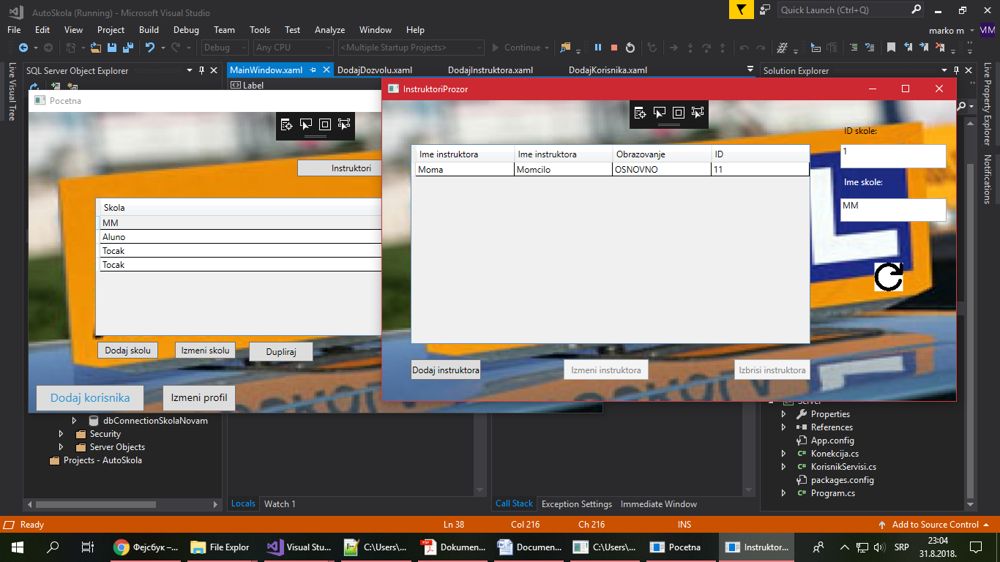 AutoSkola (Running) - Microsoft Visual Studio
Quick Launch (Ctrl+Q)
File Edit View Project Build Debug Team Tools Test Analyze Window Help
marko m MM
Debug Any CPU <Multiple Startup Projects> Continue
Live Visual Tree
SQL Server Object Explorer
MainWindow.xaml DodajDozvolu.xaml DodajInstruktora.xaml DodajKorisnika.xaml
Label
Solution Explorer
Live Property Explorer
Notifications
Pocetna
Instruktori
Skola
MM
Aluno
Tocak
Tocak
Dodaj skolu Izmeni skolu Dupliraj
Dodaj korisnika Izmeni profil
InstruktoriProzor
Ime instruktora Ime instruktora Obrazovanje ID
Moma Momcilo OSNOVNO 11
ID skole:
1
Ime skole:
MM
Dodaj instruktora Izmeni instruktora Izbrisi instruktora
dbConnectionSkolaNovam
Security
Server Objects
Projects - AutoSkola
Server
Properties
References
App.config
Konekcija.cs
KorisnikServisi.cs
packages.config
Program.cs
Locals Watch 1
Call Stack Exception Settings Immediate Window
Ready Ln 38 Col 216 Ch 216 INS Add to Source Control
Фејсбук –... File Explor Visual Stu... C:\Users\... Dokumen... Documen... C:\Users\... Pocetna Instruktor...
SRP
23:04
31.8.2018.